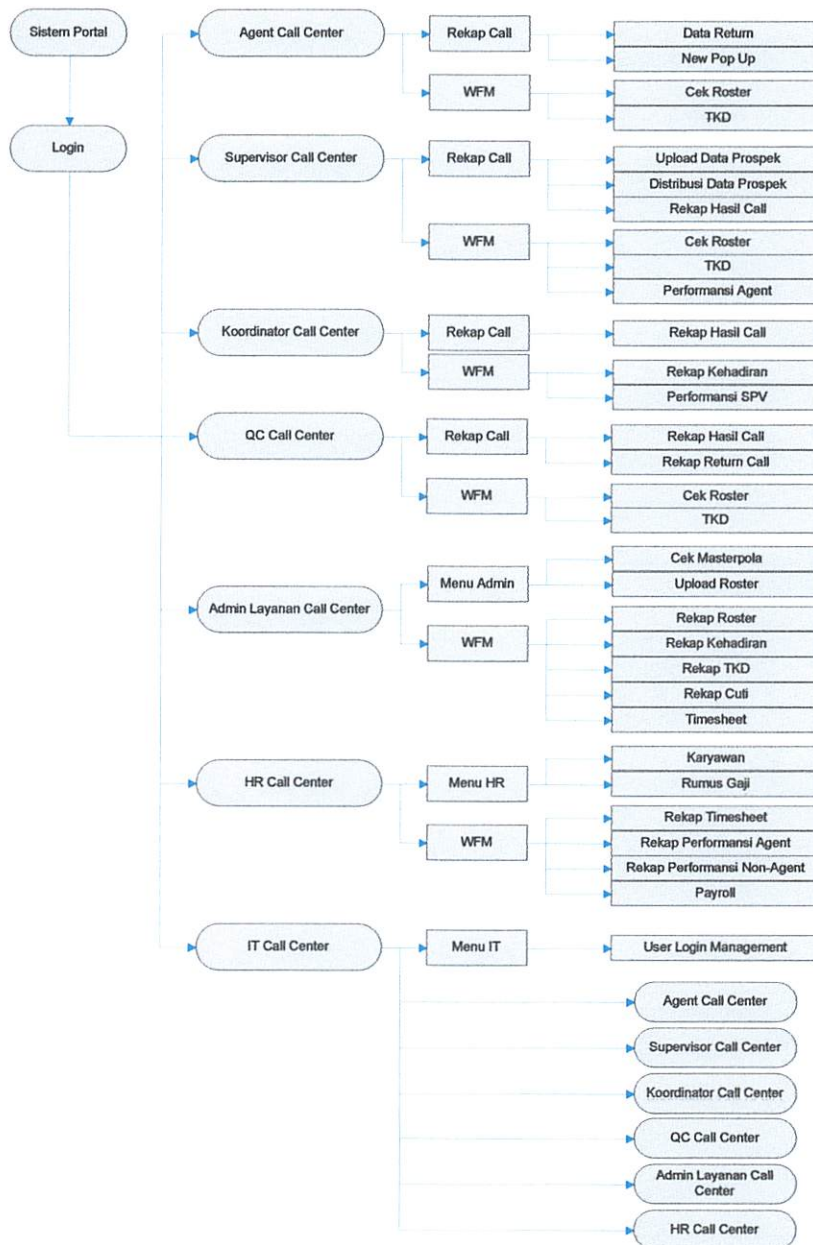 Sistem Portal
Login
Agent Call Center
Rekap Call
Data Return
New Pop Up
WFM
Cek Roster
TKD
Supervisor Call Center
Rekap Call
Upload Data Prospek
Distribusi Data Prospek
Rekap Hasil Call
WFM
Cek Roster
TKD
Performansi Agent
Koordinator Call Center
Rekap Call
Rekap Hasil Call
WFM
Rekap Kehadiran
Performansi SPV
QC Call Center
Rekap Call
Rekap Hasil Call
Rekap Return Call
WFM
Cek Roster
TKD
Admin Layanan Call Center
Menu Admin
Cek Masterpola
Upload Roster
WFM
Rekap Roster
Rekap Kehadiran
Rekap TKD
Rekap Cuti
Timesheet
HR Call Center
Menu HR
Karyawan
Rumus Gaji
WFM
Rekap Timesheet
Rekap Performansi Agent
Rekap Performansi Non-Agent
Payroll
IT Call Center
Menu IT
User Login Management
Agent Call Center
Supervisor Call Center
Koordinator Call Center
QC Call Center
Admin Layanan Call
Center
HR Call Center